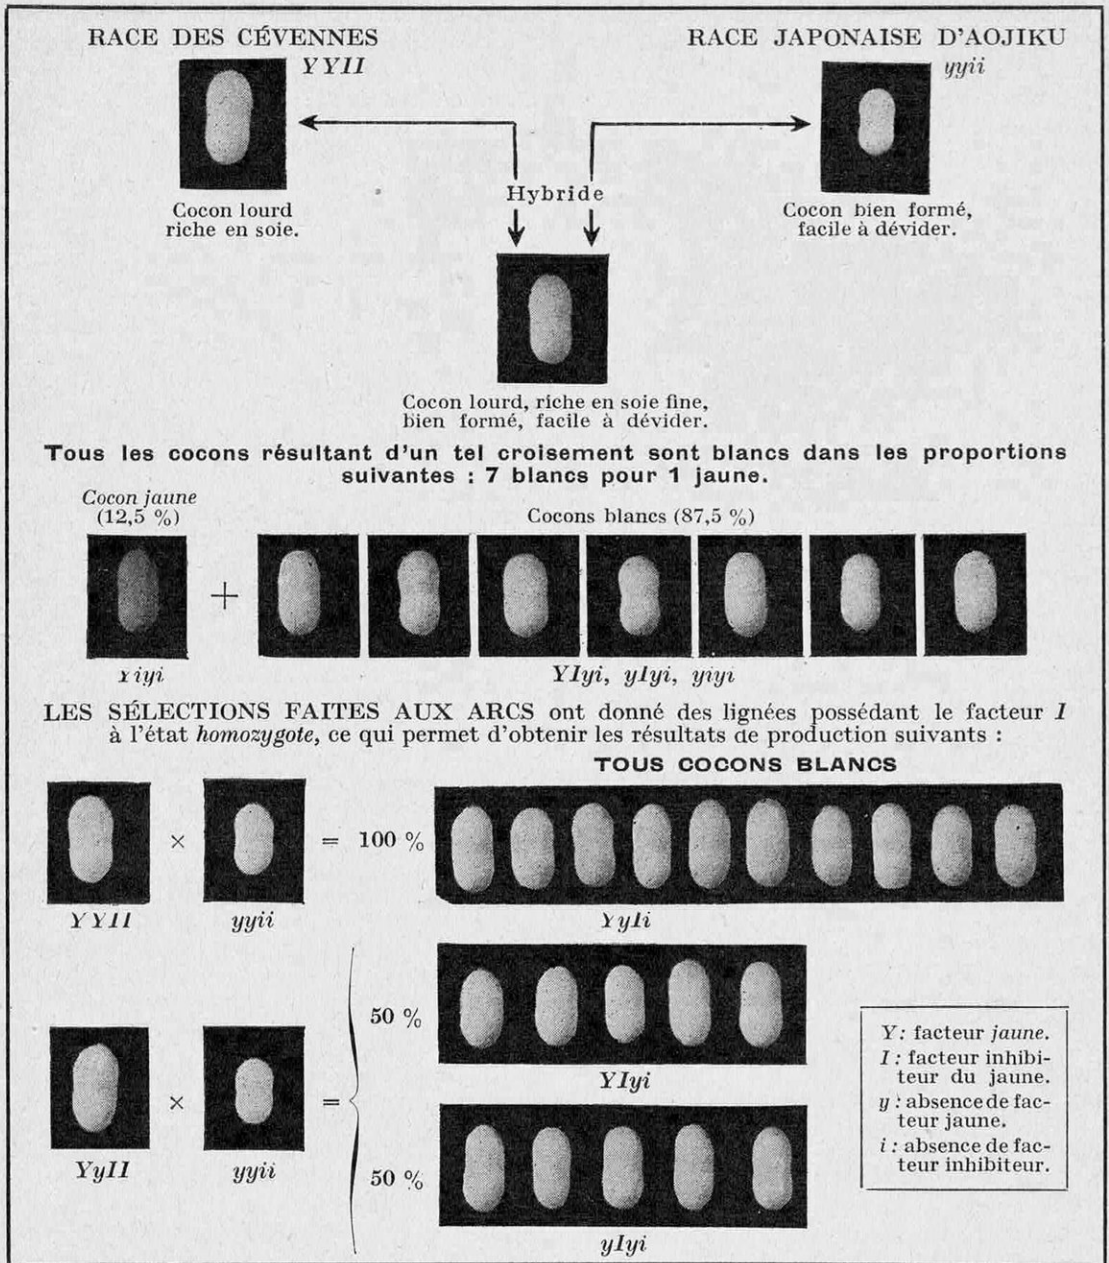 RACE DES CÉVENNES
YYII
RACE JAPONAISE D'AOJIKU
yyii
Cocon lourd
riche en soie.
Hybride
Cocon bien formé,
facile à dévider.
Cocon lourd, riche en soie fine,
bien formé, facile à dévider.
Tous les cocons résultant d'un tel croisement sont blancs dans les proportions
suivantes : 7 blancs pour 1 jaune.
Cocon jaune
(12,5 %)
Cocons blancs (87,5 %)
+
Yiyi
YIyi, yIyi, yiyi
LES SÉLECTIONS FAITES AUX ARCS ont donné des lignées possédant le facteur I
à l'état homozygote, ce qui permet d'obtenir les résultats de production suivants :
TOUS COCONS BLANCS
× = 100 %
YYII
yyii
YyIi
50 %
YIyi
× =
YyII
yyii
50 %
yIyi
Y : facteur jaune.
I : facteur inhibi-
teur du jaune.
y : absence de fac-
teur jaune.
i : absence de fac-
teur inhibiteur.